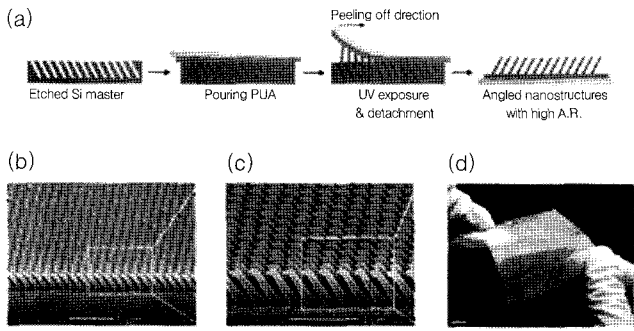 (a)
Peeling off direction
Etched Si master
Pouring PUA
UV exposure
& detachment
Angled nanostructures
with high A.R.
(b)
(c)
(d)